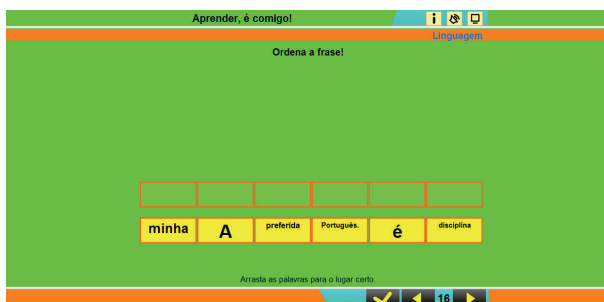 Aprender, è comigo!
Linguagem
Ordena a frase!
minha A preferida Português. é disciplina
Arrasta as palavras para o lugar certo.
16